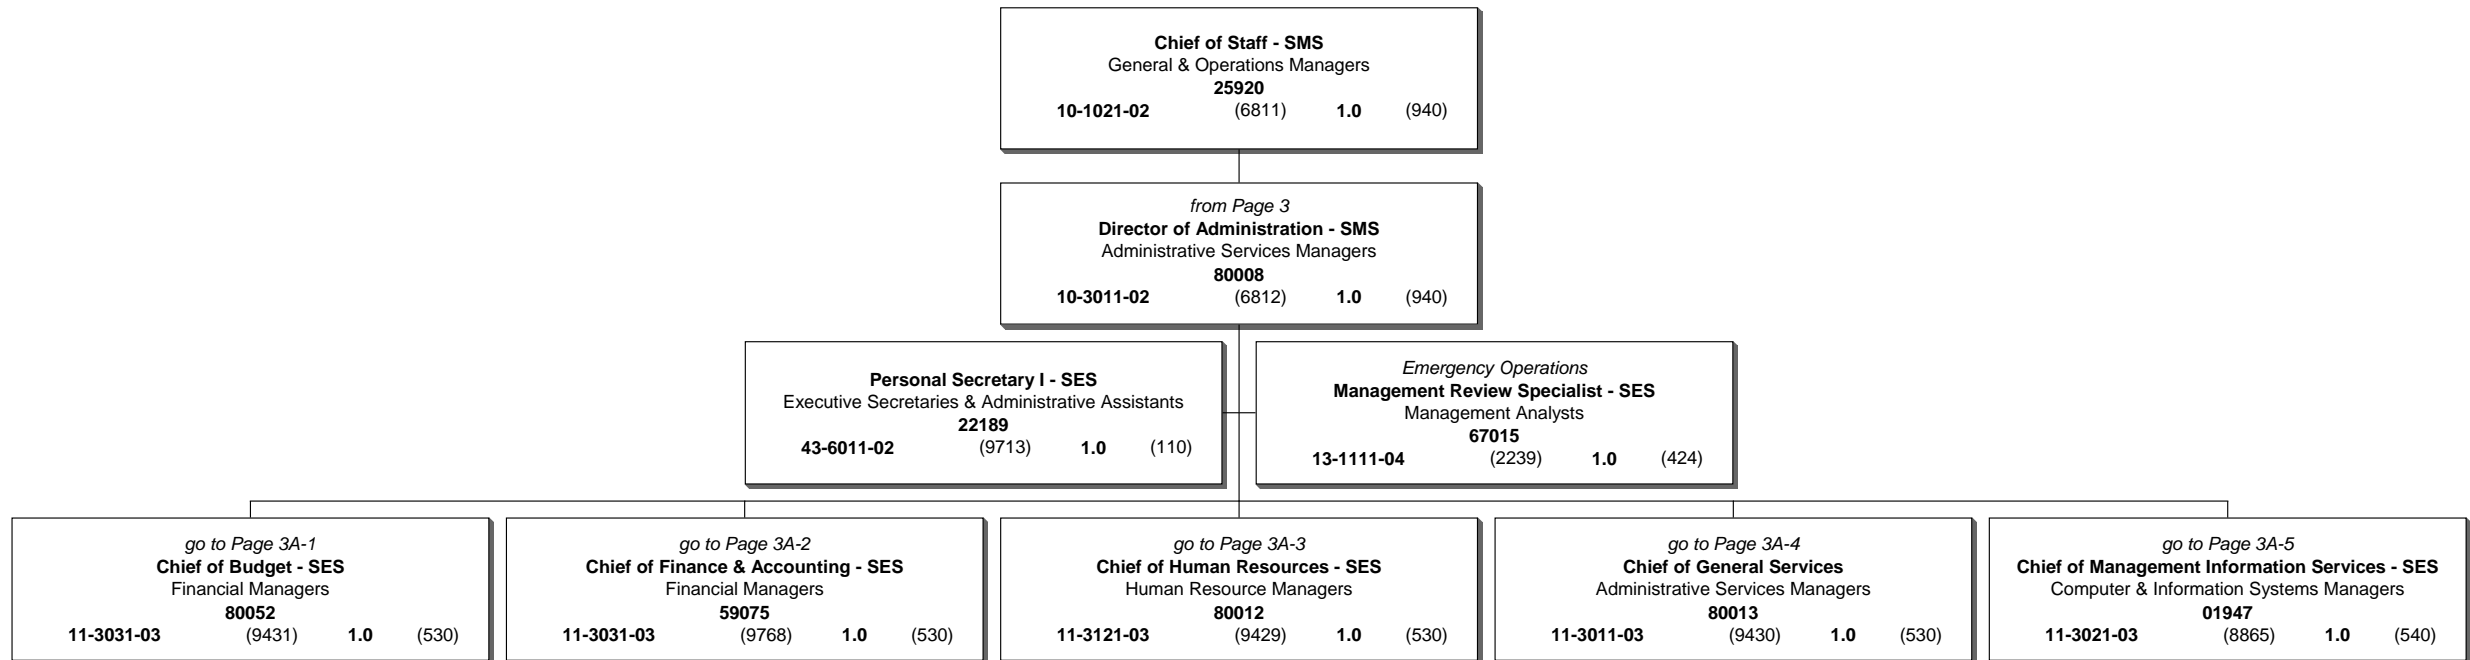 Chief of Staff - SMS
General & Operations Managers
25920
10-1021-02 (6811) 1.0 (940)
from Page 3
Director of Administration - SMS
Administrative Services Managers
80008
10-3011-02 (6812) 1.0 (940)
Personal Secretary I - SES
Executive Secretaries & Administrative Assistants
22189
43-6011-02 (9713) 1.0 (110)
Emergency Operations
Management Review Specialist - SES
Management Analysts
67015
13-1111-04 (2239) 1.0 (424)
go to Page 3A-1
Chief of Budget - SES
Financial Managers
80052
11-3031-03 (9431) 1.0 (530)
go to Page 3A-2
Chief of Finance & Accounting - SES
Financial Managers
59075
11-3031-03 (9768) 1.0 (530)
go to Page 3A-3
Chief of Human Resources - SES
Human Resource Managers
80012
11-3121-03 (9429) 1.0 (530)
go to Page 3A-4
Chief of General Services
Administrative Services Managers
80013
11-3011-03 (9430) 1.0 (530)
go to Page 3A-5
Chief of Management Information Services - SES
Computer & Information Systems Managers
01947
11-3021-03 (8865) 1.0 (540)